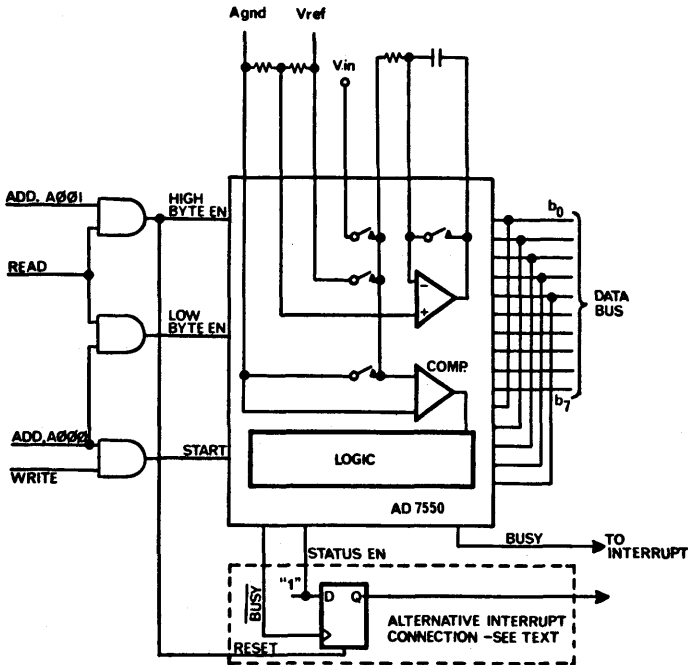 Agnd Vref
V.in
ADD. AØØ1
HIGH
BYTE EN
b0
READ
DATA
BUS
LOW
BYTE EN
COMP.
b7
ADD. AØØØ
START
WRITE
LOGIC
AD 7550
BUSY
TO
INTERRUPT
STATUS EN
"1"
BUSY
D Q
ALTERNATIVE INTERRUPT
CONNECTION -SEE TEXT
RESET